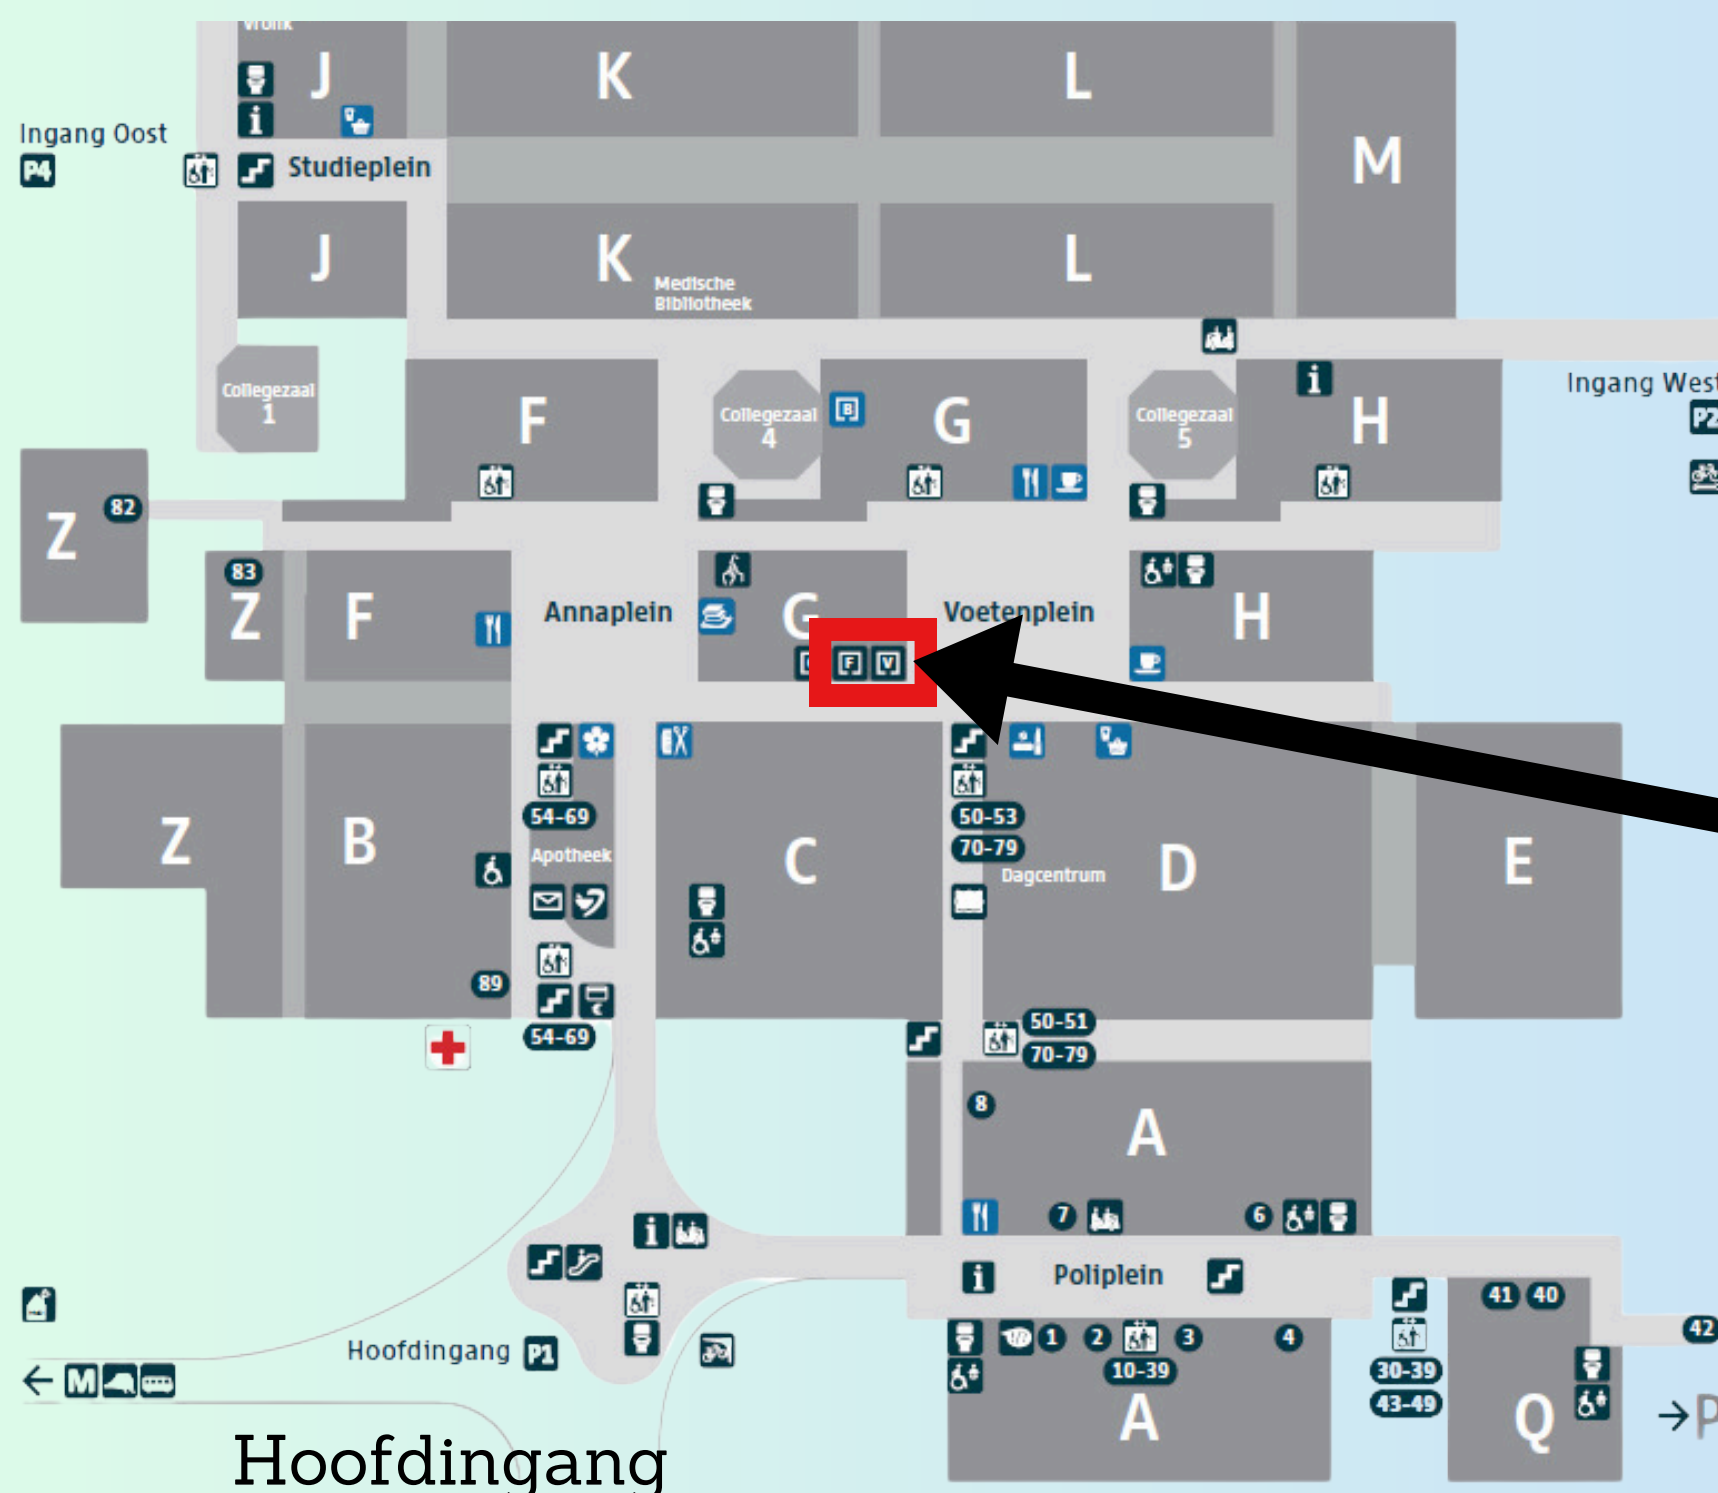 J
K
L
M
Ingang Oost
P4
i
Studieplein
J
K
L
Medische
Bibliotheek
Collegezaal
1
F
Collegezaal
4
B
G
Collegezaal
5
i
H
Ingang West
P2
Z
82
83
Z
F
Annaplein
G
F
V
Voetenplein
H
Z
B
54-69
Apotheek
C
50-53
70-79
Dagcentrum
D
E
89
54-69
50-51
70-79
8
A
7
6
i
i
Poliplein
41
40
42
Hoofdingang
P1
1
2
3
4
10-39
30-39
43-49
M
A
Q
P
Hoofdingang